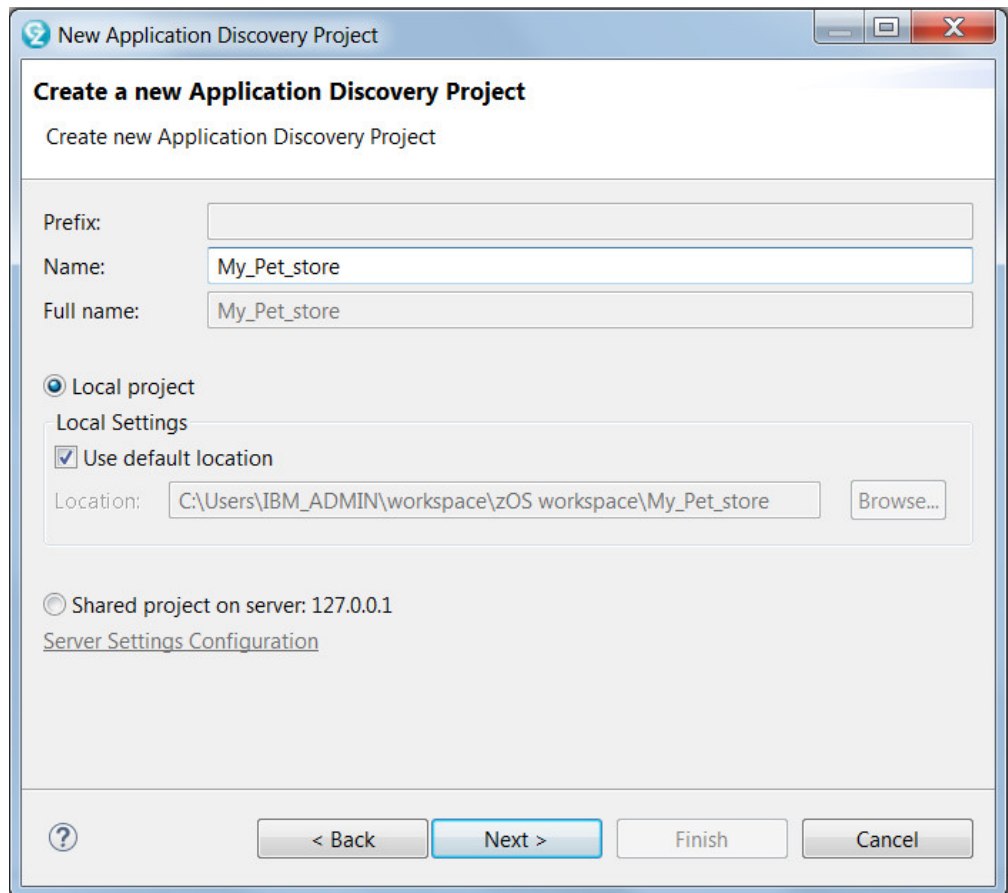 New Application Discovery Project
Create a new Application Discovery Project
Create new Application Discovery Project
Prefix:
Name: My_Pet_store
Full name: My_Pet_store
Local project
Local Settings
Use default location
Location: C:\Users\IBM_ADMIN\workspace\zOS workspace\My_Pet_store Browse...
Shared project on server: 127.0.0.1
Server Settings Configuration
? < Back Next > Finish Cancel